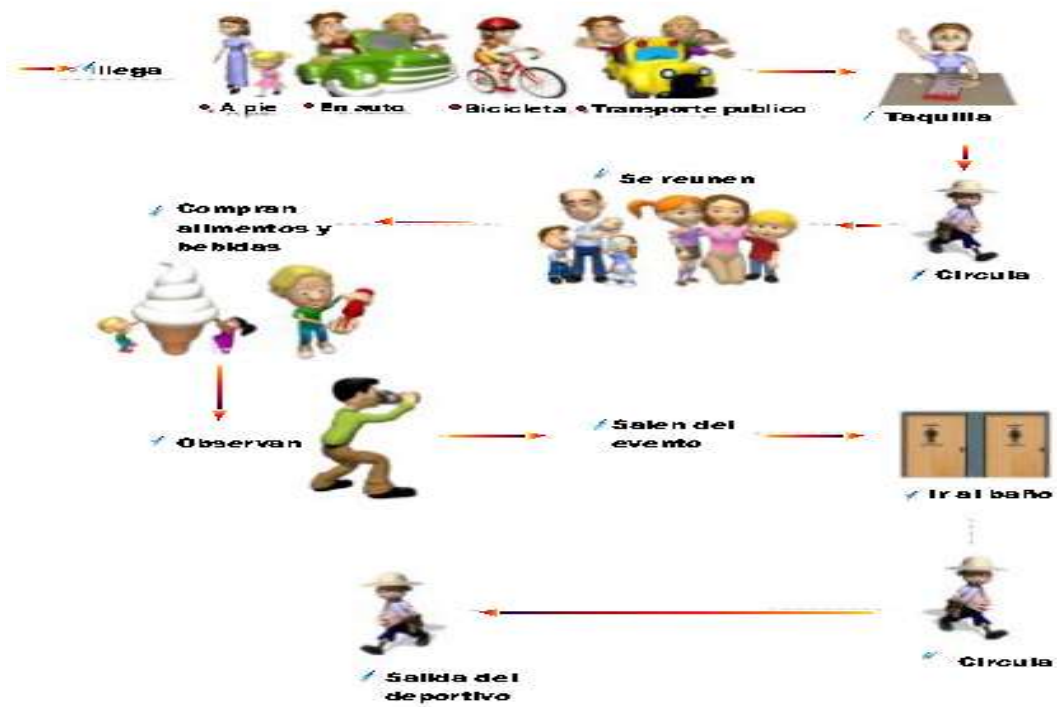 llega
A pie
En auto
Bicicleta
Transporte publico
Taquilla
Circula
Se reunen
Compran
alimentos y
bebidas
Observan
Salen del
evento
Ir al baño
Circula
Salida del
deportivo